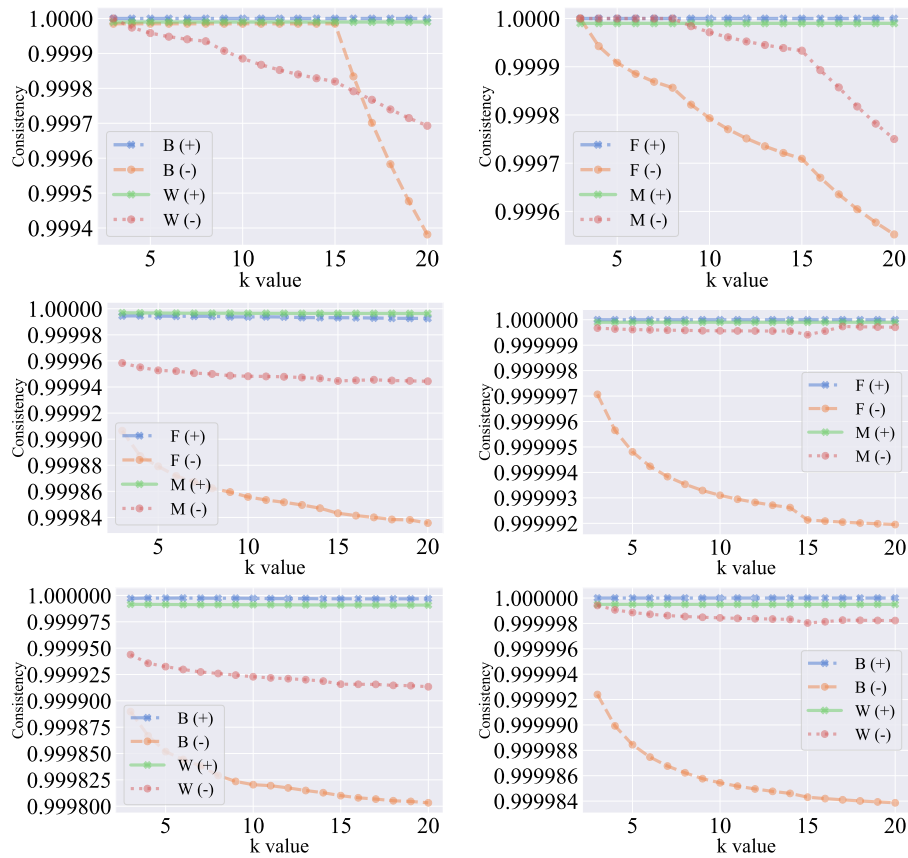 1.0000
0.9999
0.9998
0.9997
0.9996
0.9995
0.9994
Consistency
B (+)
B (-)
W (+)
W (-)
5 10 15 20
k value
1.0000
0.9999
0.9998
0.9997
0.9996
Consistency
F (+)
F (-)
M (+)
M (-)
5 10 15 20
k value
1.00000
0.99998
0.99996
0.99994
0.99992
0.99990
0.99988
0.99986
0.99984
Consistency
F (+)
F (-)
M (+)
M (-)
5 10 15 20
k value
1.000000
0.999999
0.999998
0.999997
0.999996
0.999995
0.999994
0.999993
0.999992
Consistency
F (+)
F (-)
M (+)
M (-)
5 10 15 20
k value
1.000000
0.999975
0.999950
0.999925
0.999900
0.999875
0.999850
0.999825
0.999800
Consistency
B (+)
B (-)
W (+)
W (-)
5 10 15 20
k value
1.000000
0.999998
0.999996
0.999994
0.999992
0.999990
0.999988
0.999986
0.999984
Consistency
B (+)
B (-)
W (+)
W (-)
5 10 15 20
k value